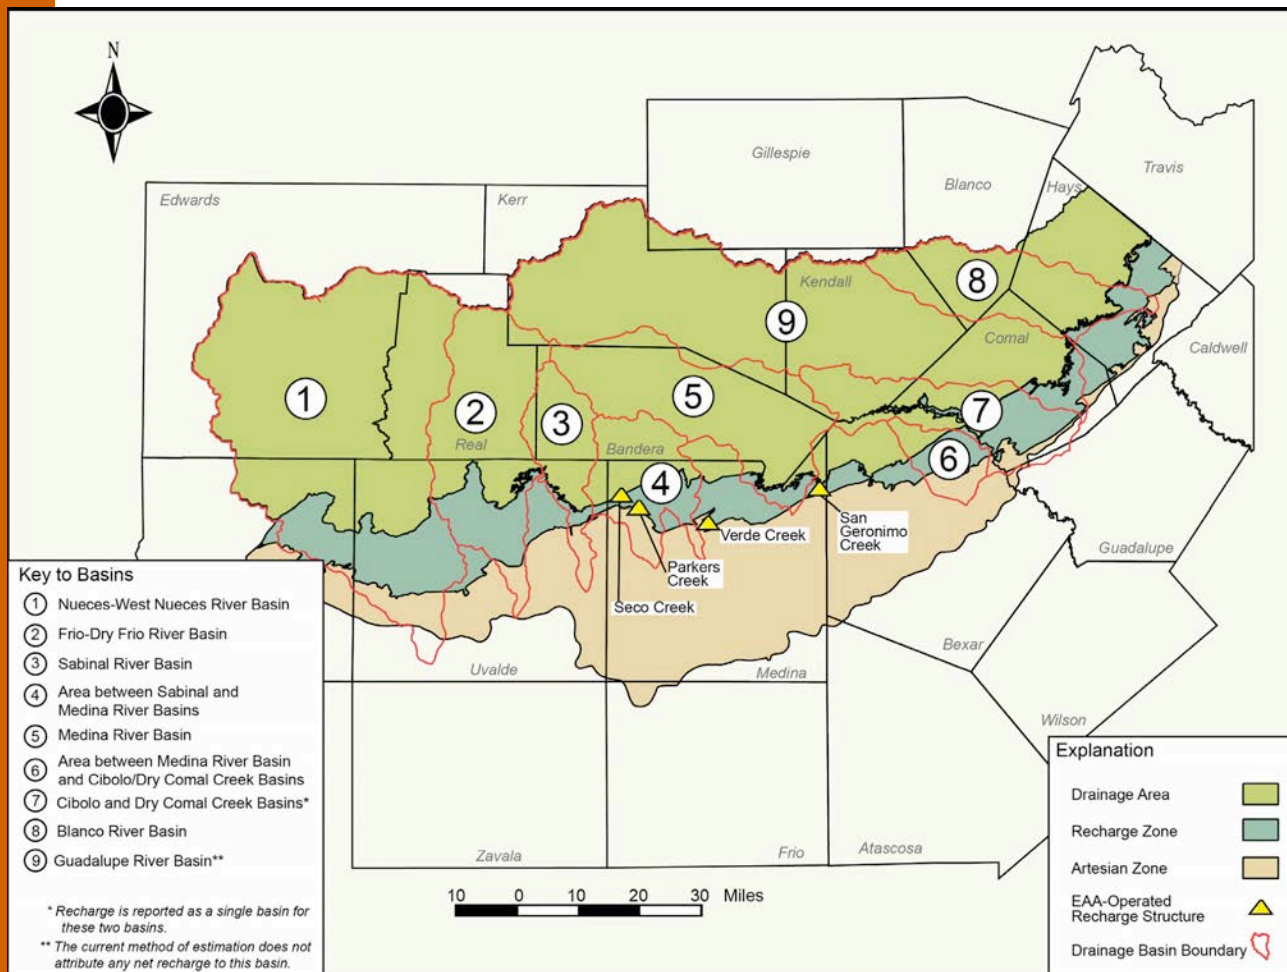 N
Gillespie
Travis
Blanco
Hays
Edwards
Kerr
8
Kendall
9
Comal
Caldwell
1
2
3
5
7
Real
Bandera
6
4
San
Geronimo
Creek
Verde Creek
Parkers
Creek
Guadalupe
Seco Creek
Bexar
Uvalde
Medina
Wilson
Zavala
Frio
Atascosa
10 0 10 20 30 Miles
Key to Basins
1 Nueces-West Nueces River Basin
2 Frio-Dry Frio River Basin
3 Sabinal River Basin
4 Area between Sabinal and
Medina River Basins
5 Medina River Basin
6 Area between Medina River Basin
and Cibolo/Dry Comal Creek Basins
7 Cibolo and Dry Comal Creek Basins*
8 Blanco River Basin
9 Guadalupe River Basin**
* Recharge is reported as a single basin for
these two basins.
** The current method of estimation does not
attribute any net recharge to this basin.
Explanation
Drainage Area
Recharge Zone
Artesian Zone
EAA-Operated
Recharge Structure
Drainage Basin Boundary